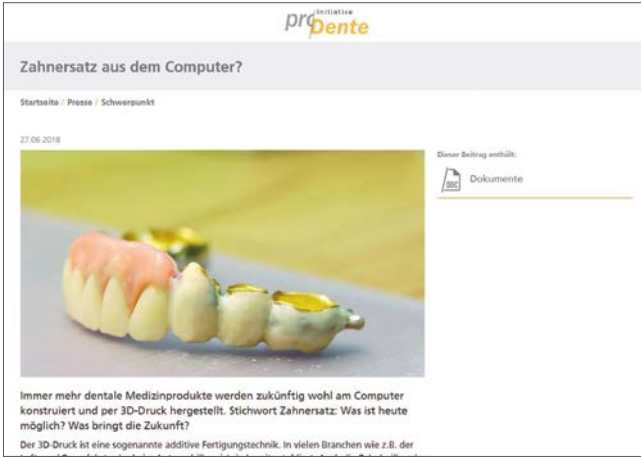 initiative
proDente
Zahnersatz aus dem Computer?
Startseite / Presse / Schwerpunkt
27.06.2018
Dieser Beitrag enthält:
DOC
Dokumente
Immer mehr dentale Medizinprodukte werden zukünftig wohl am Computer
konstruiert und per 3D-Druck hergestellt. Stichwort Zahnersatz: Was ist heute
möglich? Was bringt die Zukunft?
Der 3D-Druck ist eine sogenannte additive Fertigungstechnik. In vielen Branchen wie z.B. der